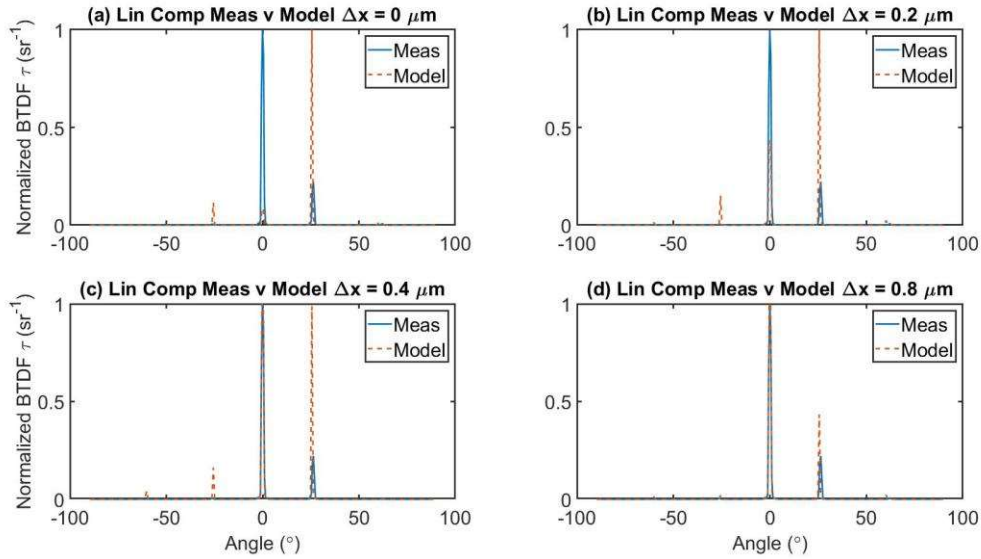 (a) Lin Comp Meas v Model Δx = 0 μm
Normalized BTDF τ (sr⁻¹)
1
0.5
0
-100 -50 0 50 100
Meas
Model
(b) Lin Comp Meas v Model Δx = 0.2 μm
1
0.5
0
-100 -50 0 50 100
Meas
Model
(c) Lin Comp Meas v Model Δx = 0.4 μm
Normalized BTDF τ (sr⁻¹)
1
0.5
0
-100 -50 0 50 100
Angle (°)
Meas
Model
(d) Lin Comp Meas v Model Δx = 0.8 μm
1
0.5
0
-100 -50 0 50 100
Angle (°)
Meas
Model